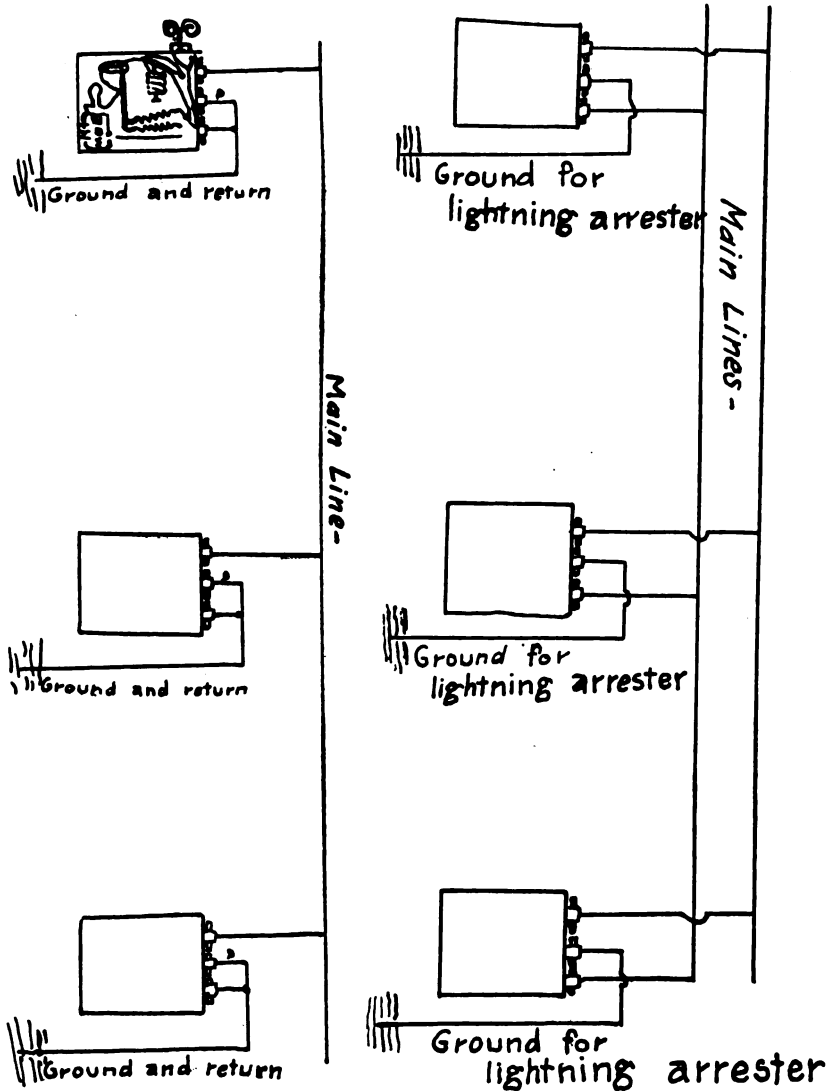 Ground and return
Ground for
lightning arrester
Main Lines-
Main Line-
Ground and return
Ground for
lightning arrester
Ground and return
Ground for
lightning arrester